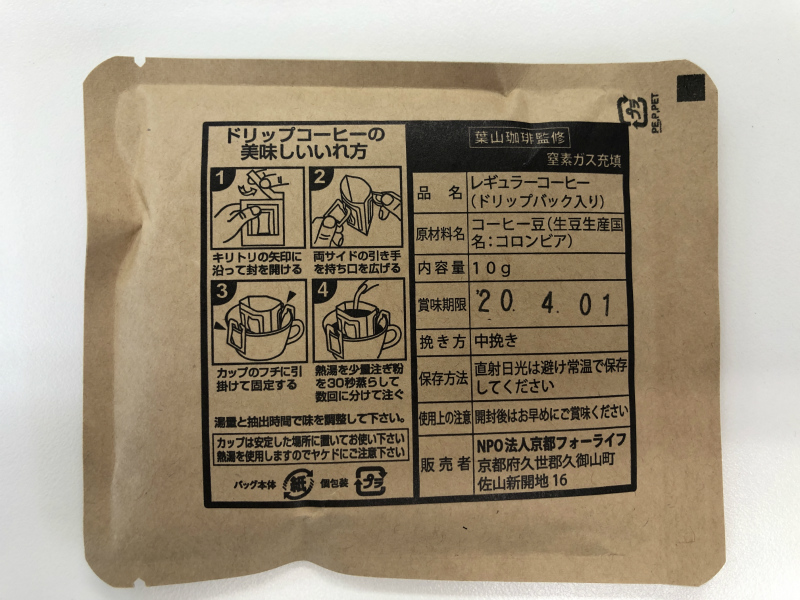 ドリップコーヒーの
美味しいいれ方
1
2
キリトリの矢印に
沿って封を開ける
両サイドの引き手
を持ち口を広げる
3
4
カップのフチに引
掛けて固定する
熱湯を少量注ぎ粉
を30秒蒸らして
数回に分けて注ぐ
湯量と抽出時間で味を調整して下さい。
カップは安定した場所に置いてお使い下さい
熱湯を使用しますのでヤケドにご注意下さい
バッグ本体 紙 個包装 プラ
プラ
PE,P,PET
葉山珈琲監修
窒素ガス充填
品名 レギュラーコーヒー
(ドリップパック入り)
原材料名 コーヒー豆(生豆生産国
名:コロンビア)
内容量 10g
賞味期限 '20. 4. 01
挽き方 中挽き
保存方法 直射日光は避け常温で保存
してください
使用上の注意 開封後はお早めにご賞味ください
販売者 NPO法人京都フォーライフ
京都府久世郡久御山町
佐山新開地16